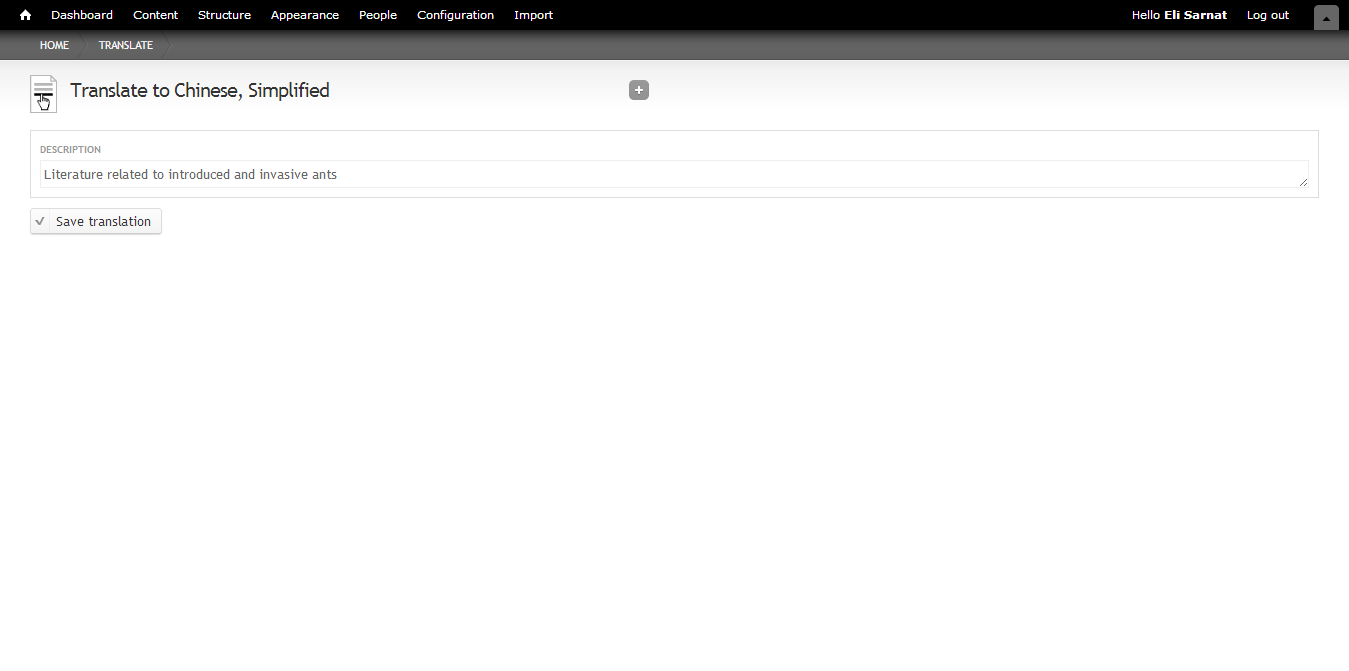 Dashboard Content Structure Appearance People Configuration Import Hello Eli Sarnat Log out
HOME TRANSLATE
Translate to Chinese, Simplified
DESCRIPTION
Literature related to introduced and invasive ants
Save translation